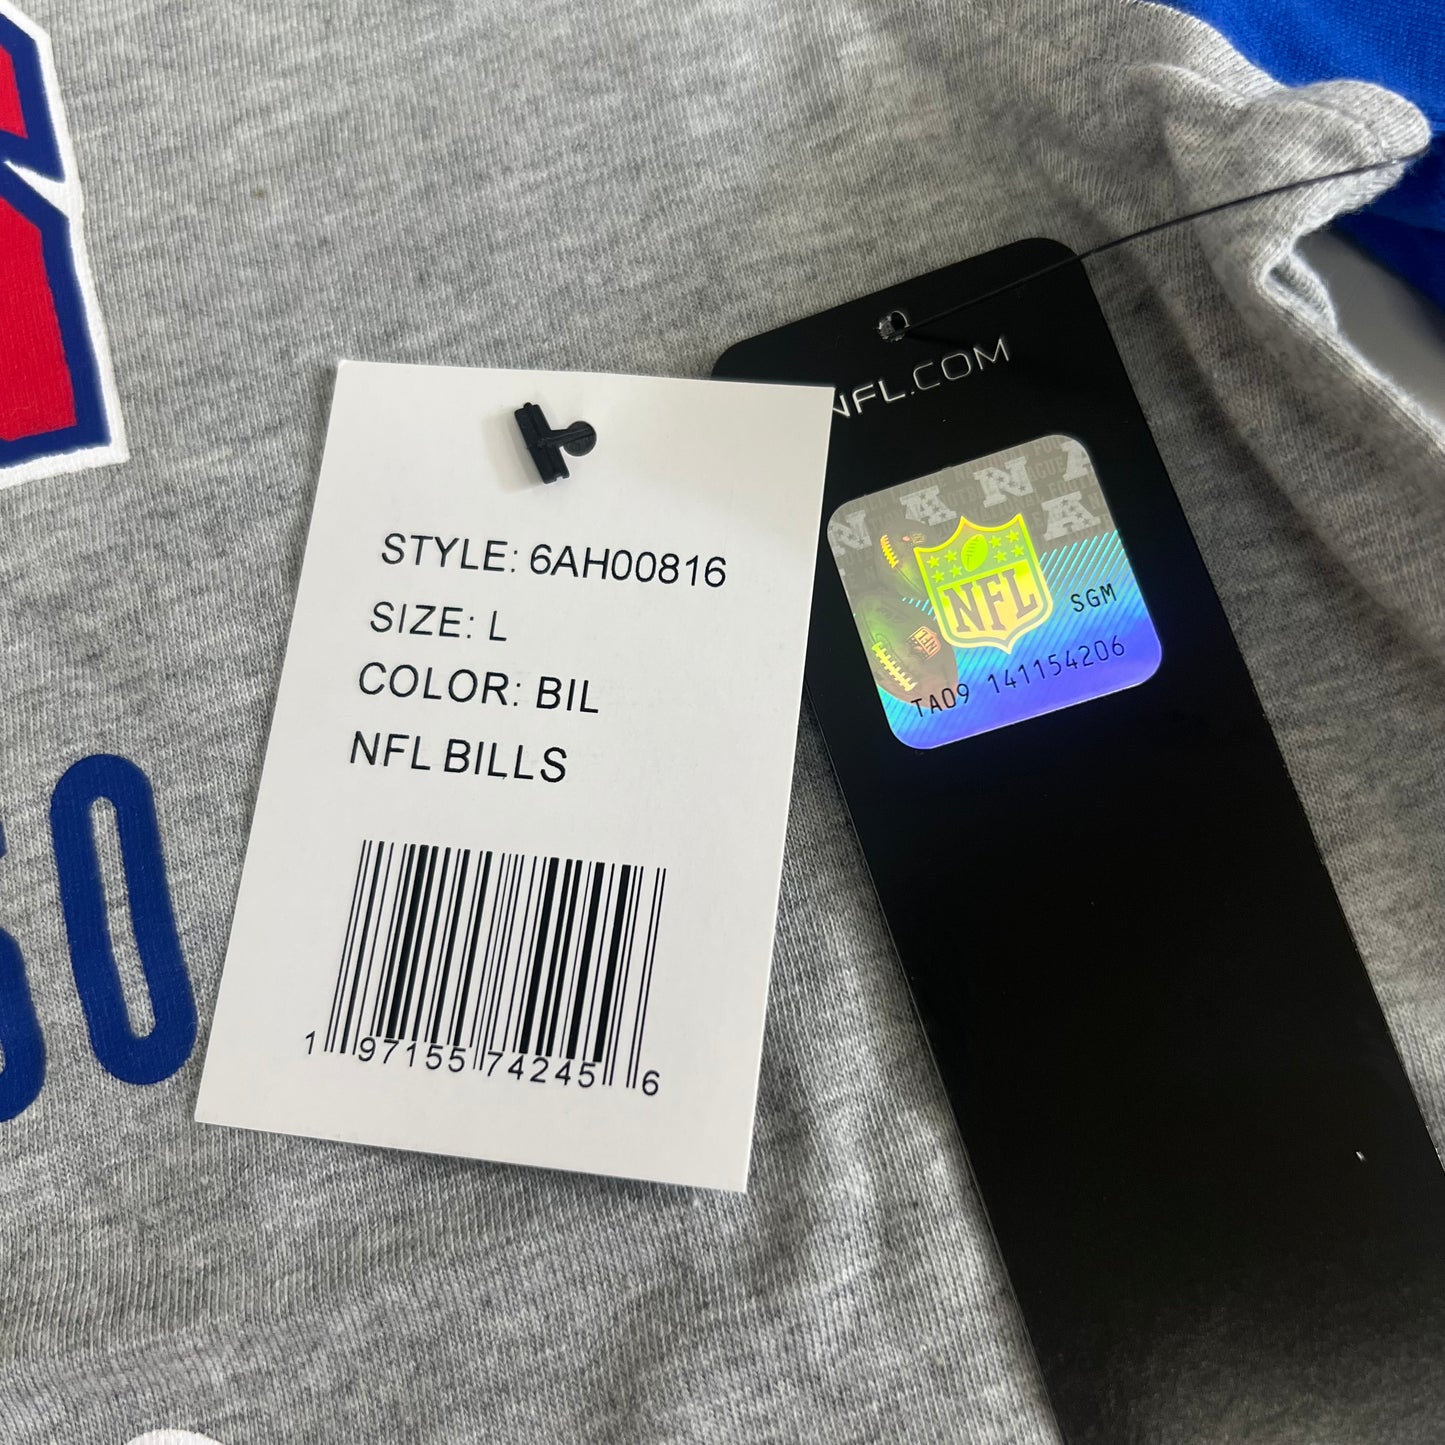 STYLE: 6AH00816
SIZE: L
COLOR: BIL
NFL BILLS
1 97155 74245 6
NFL.COM
NFL
SGM
TA09 141154206